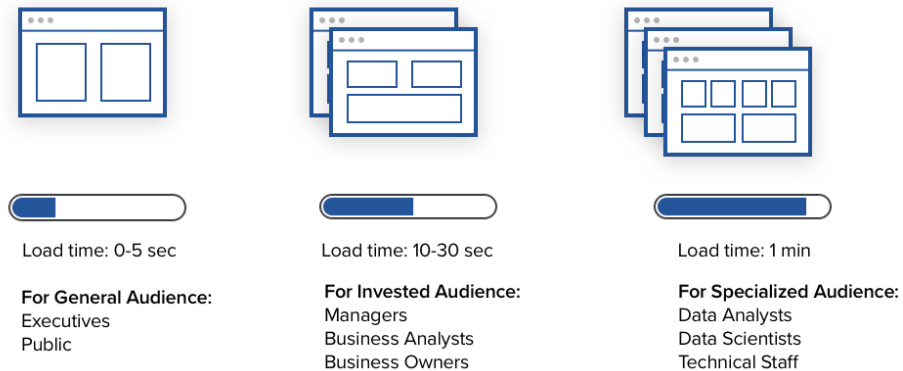 Load time: 0-5 sec
For General Audience:
Executives
Public
Load time: 10-30 sec
For Invested Audience:
Managers
Business Analysts
Business Owners
Load time: 1 min
For Specialized Audience:
Data Analysts
Data Scientists
Technical Staff